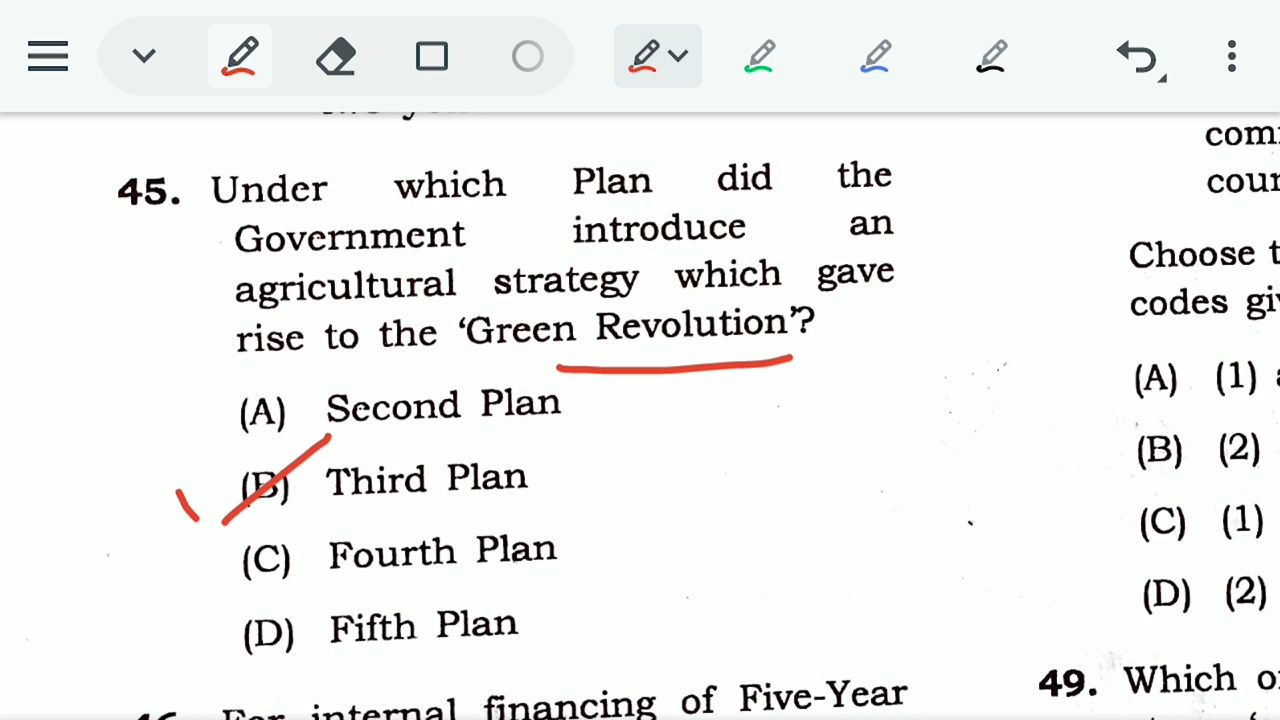 45. Under which Plan did the
Government introduce an
agricultural strategy which gave
rise to the ‘Green Revolution’?
(A) Second Plan
(B) Third Plan
(C) Fourth Plan
(D) Fifth Plan
For internal financing of Five-Year
Choose
codes
(A) (1)
(B) (2)
(C) (1)
(D) (2)
49. Which